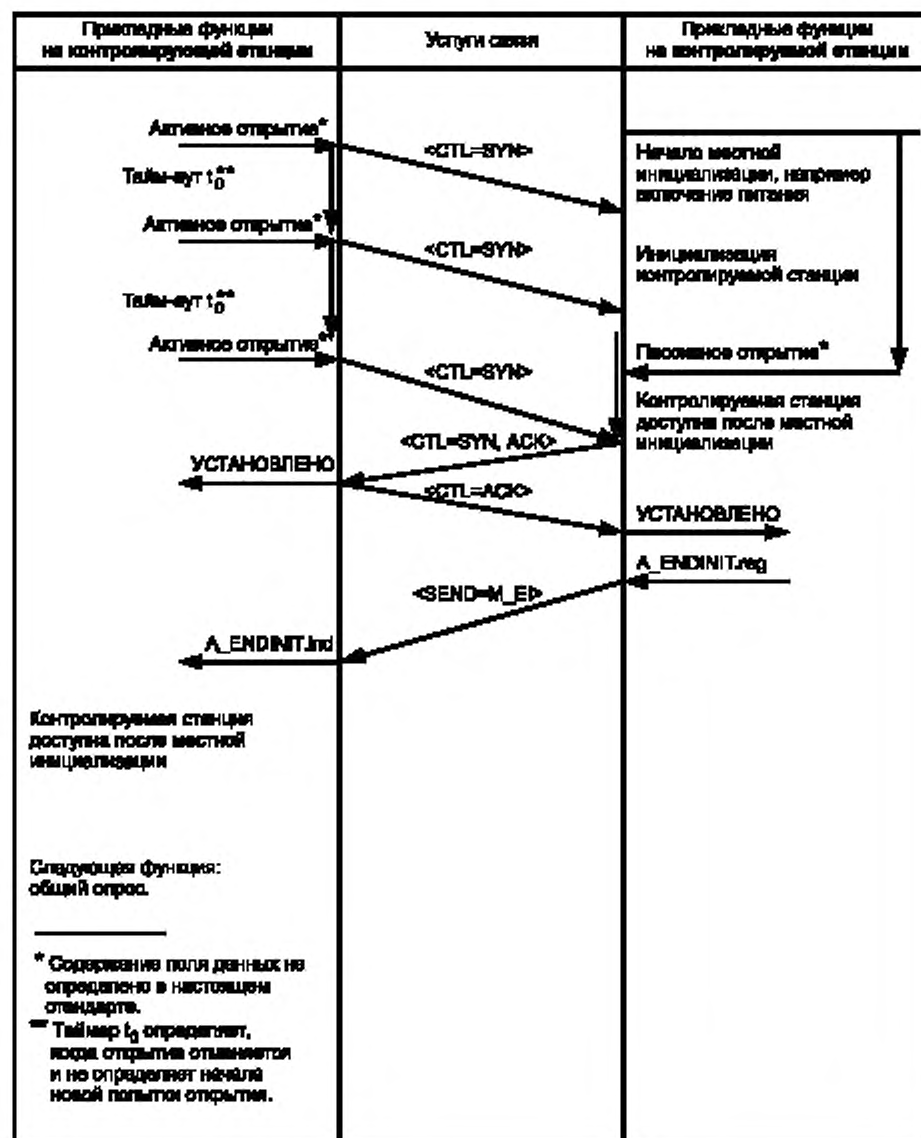 Прикладные функции
на контролирующей станции
Услуги связи
Прикладные функции
на контролируемой станции
Активное открытие*
<CTL=SYN>
Начало местной
инициализации, например
включение питания
Тайм-аут t0**
Активное открытие*
<CTL=SYN>
Инициализация
контролируемой станции
Тайм-аут t0**
Активное открытие*
<CTL=SYN>
Пассивное открытие*
Контролируемая станция
доступна после местной
инициализации
<CTL=SYN, ACK>
УСТАНОВЛЕНО
<CTL=ACK>
УСТАНОВЛЕНО
A_ENDINIT.req
<SEND=M_EI>
A_ENDINIT.ind
Контролируемая станция
доступна после местной
инициализации
Следующая функция:
общий опрос.
* Содержание поля данных не
определено в настоящем
стандарте.
** Таймер t0 определяет,
когда открытие отменяется
и не определяет начала
новой попытки открытия.